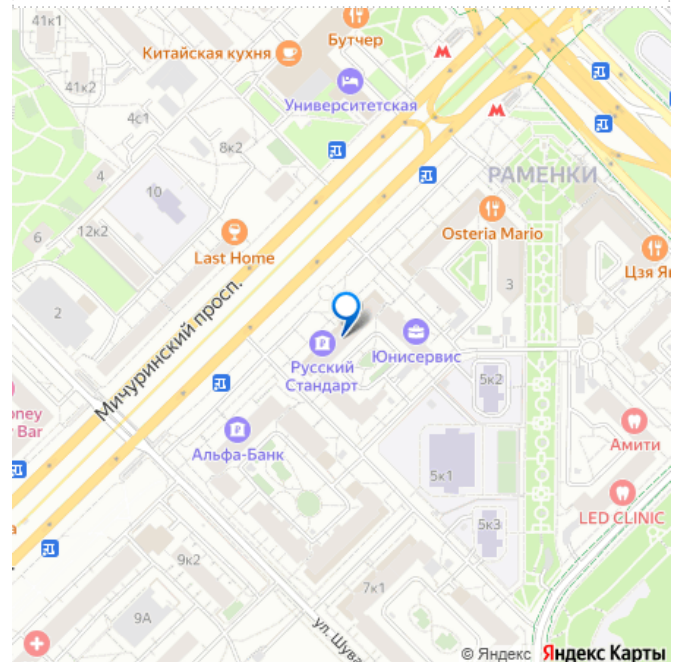 41к1
Бутчер
Китайская кухня
41к2
Университетская
4с1
8к2
4
РАМЕНКИ
10
Osteria Mario
12к2
6
Last Home
Цзя Я
3
2
Мичуринский просп.
Русский
Стандарт
Юнисервис
5к2
oney
Bar
Альфа-Банк
Амити
5к1
LED CLINIC
а
5к3
9к2
7к1
9А
ул. Шува
© Яндекс Яндекс Карты